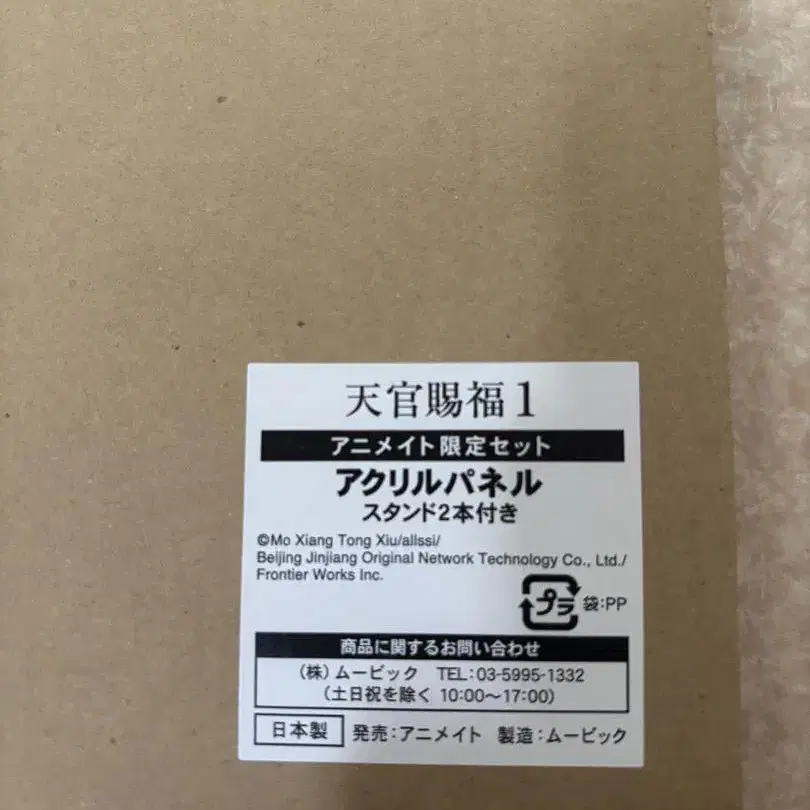 天官賜福1
アニメイト限定セット
アクリルパネル
スタンド2本付き
©Mo Xiang Tong Xiu/allssi/
Beijing Jinjiang Original Network Technology Co., Ltd./
Frontier Works Inc.
プラ 袋:PP
商品に関するお問い合わせ
(株)ムービック TEL:03-5995-1332
(土日祝を除く 10:00〜17:00)
日本製 発売:アニメイト 製造:ムービック